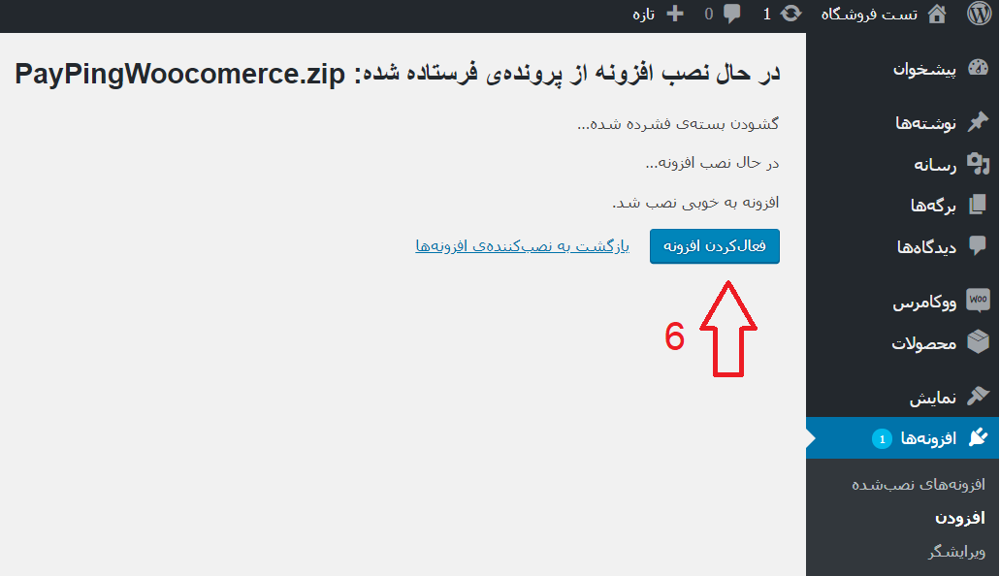 تست فروشگاه 1 0 تازه
پیشخوان
نوشته‌ها
رسانه
برگه‌ها
دیدگاه‌ها
WOO ووکامرس
محصولات
نمایش
افزونه‌ها 1
افزونه‌های نصب‌شده
افزودن
ویرایشگر
در حال نصب افزونه از پرونده‌ی فرستاده شده: PayPingWoocomerce.zip
گشودن بسته‌ی فشرده شده...
در حال نصب افزونه...
افزونه به خوبی نصب شد.
فعال‌کردن افزونه بازگشت به نصب‌کننده‌ی افزونه‌ها
6